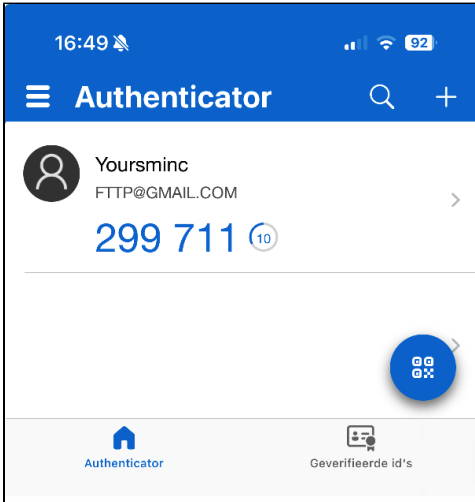 16:49 92
Authenticator
Yoursminc
FTTP@GMAIL.COM
299 711 10
Authenticator Geverifieerde id's